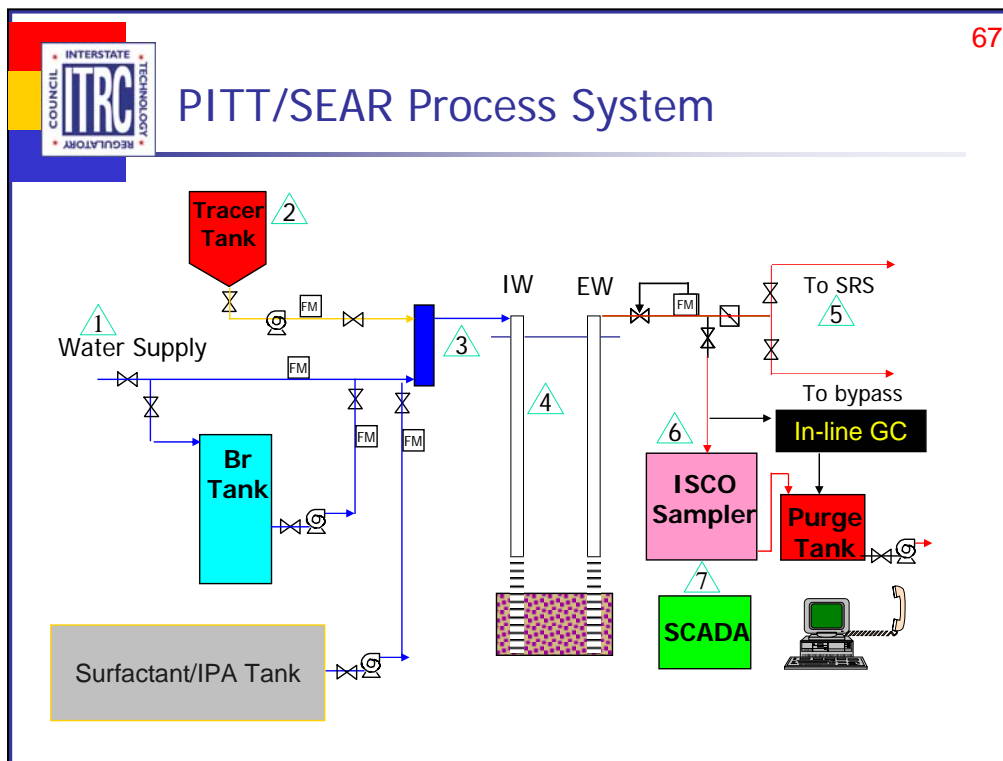 67
INTERSTATE
TECHNOLOGY
REGULATORY
COUNCIL
ITRC
PITT/SEAR Process System
Tracer
Tank
2
FM
IW
EW
FM
To SRS
5
1
Water Supply
FM
3
To bypass
4
In-line GC
6
FM
FM
Br
Tank
ISCO
Sampler
Purge
Tank
7
SCADA
Surfactant/IPA Tank